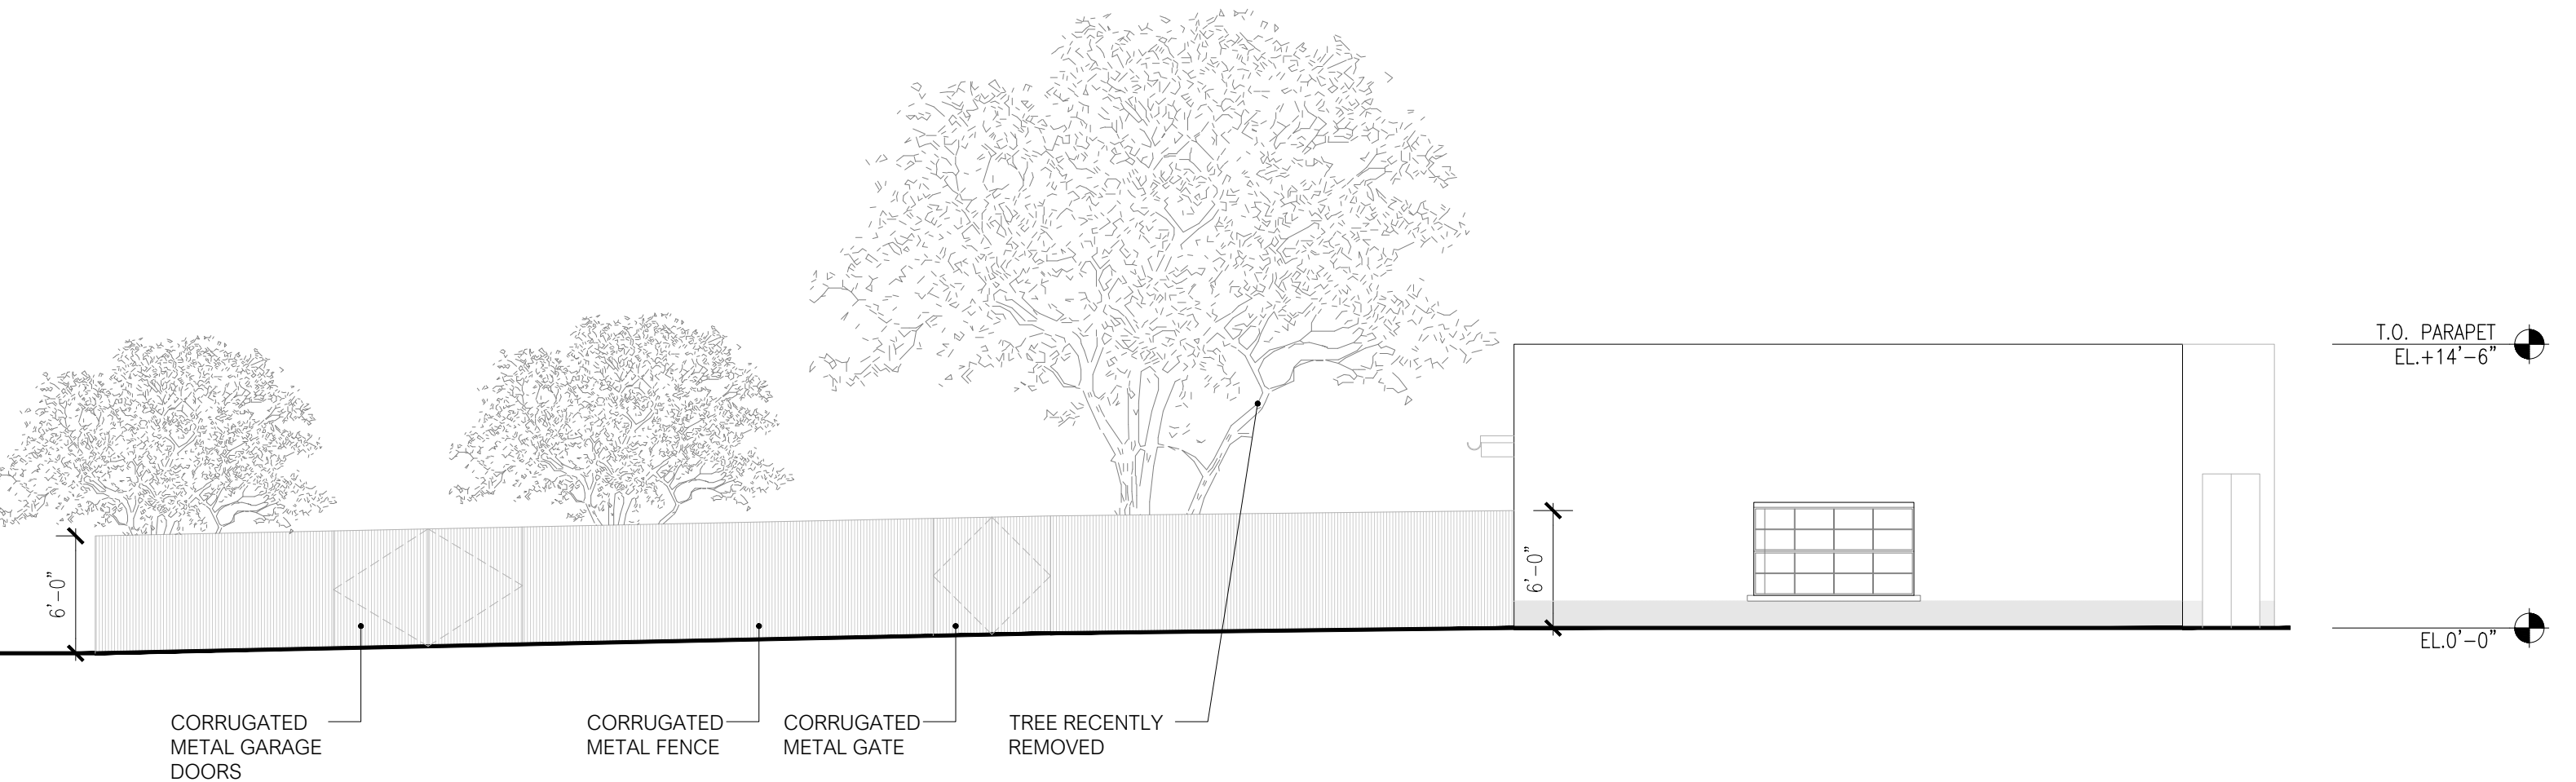 T.O. PARAPET
EL.+14'-6"
6'-0"
6'-0"
EL.0'-0"
CORRUGATED
METAL GARAGE
DOORS
CORRUGATED
METAL FENCE
CORRUGATED
METAL GATE
TREE RECENTLY
REMOVED